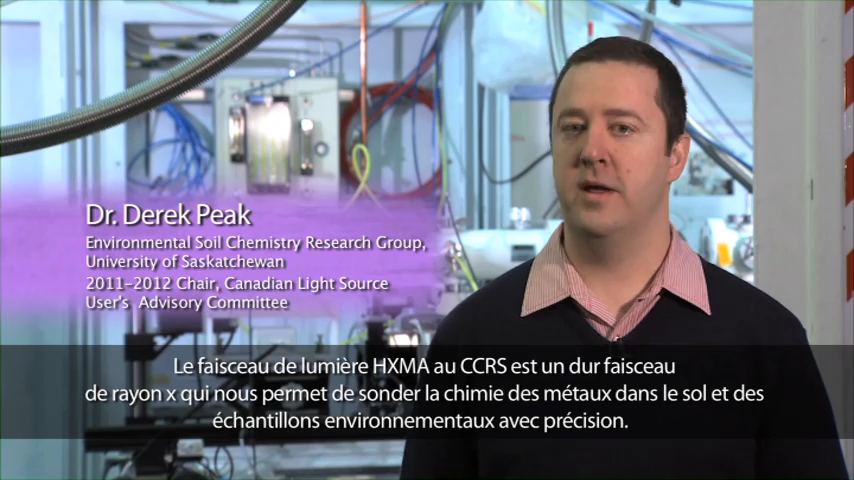 Dr. Derek Peak
Environmental Soil Chemistry Research Group,
University of Saskatchewan
2011-2012 Chair, Canadian Light Source
User's Advisory Committee
Le faisceau de lumière HXMA au CCRS est un dur faisceau
de rayon x qui nous permet de sonder la chimie des métaux dans le sol et des
échantillons environnementaux avec précision.